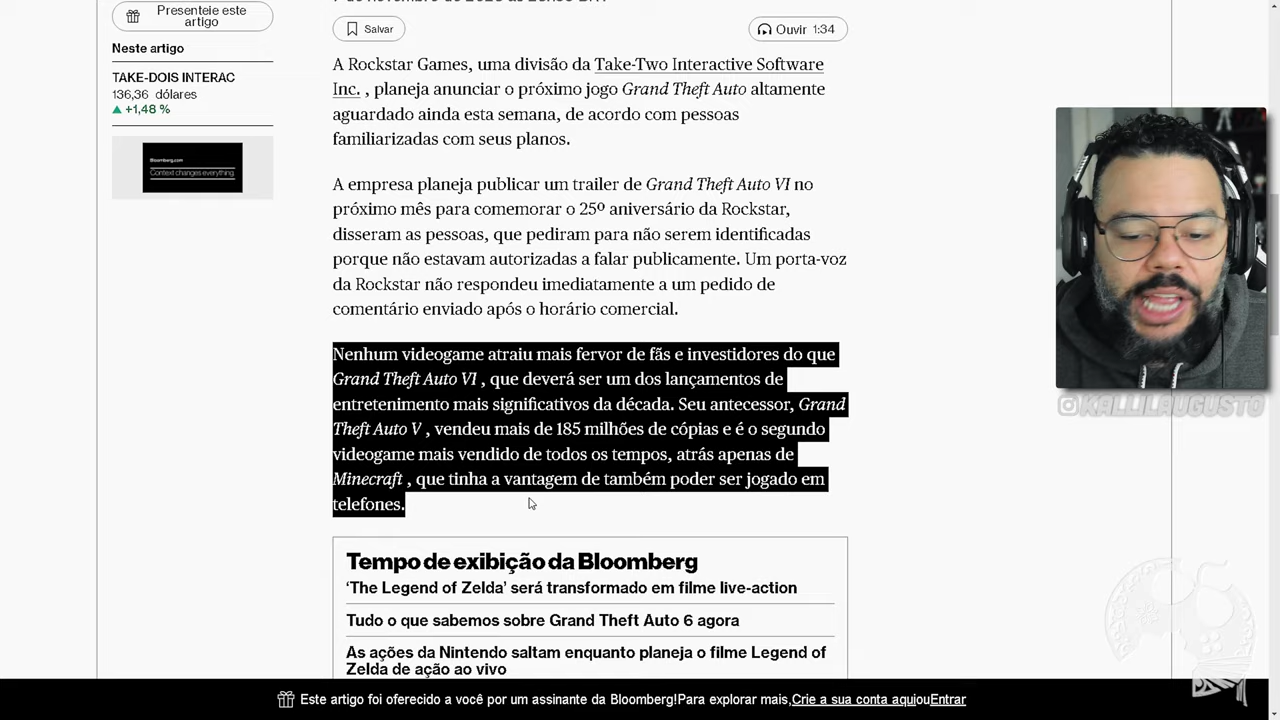 Presenteie este
artigo
Salvar
Ouvir 1:34
Neste artigo
TAKE-DOIS INTERAC
136,36 dólares
+1,48 %
Bloomberg.com
Context changes everything.
A Rockstar Games, uma divisão da Take-Two Interactive Software
Inc. , planeja anunciar o próximo jogo Grand Theft Auto altamente
aguardado ainda esta semana, de acordo com pessoas
familiarizadas com seus planos.
A empresa planeja publicar um trailer de Grand Theft Auto VI no
próximo mês para comemorar o 25º aniversário da Rockstar,
disseram as pessoas, que pediram para não serem identificadas
porque não estavam autorizadas a falar publicamente. Um porta-voz
da Rockstar não respondeu imediatamente a um pedido de
comentário enviado após o horário comercial.
Nenhum videogame atraiu mais fervor de fãs e investidores do que
Grand Theft Auto VI , que deverá ser um dos lançamentos de
entretenimento mais significativos da década. Seu antecessor, Grand
Theft Auto V , vendeu mais de 185 milhões de cópias e é o segundo
videogame mais vendido de todos os tempos, atrás apenas de
Minecraft , que tinha a vantagem de também poder ser jogado em
telefones.
Tempo de exibição da Bloomberg
‘The Legend of Zelda’ será transformado em filme live-action
Tudo o que sabemos sobre Grand Theft Auto 6 agora
As ações da Nintendo saltam enquanto planeja o filme Legend of
Zelda de ação ao vivo
@KALLILAUGUSTO
Este artigo foi oferecido a você por um assinante da Bloomberg!Para explorar mais,Crie a sua conta aquiouEntrar